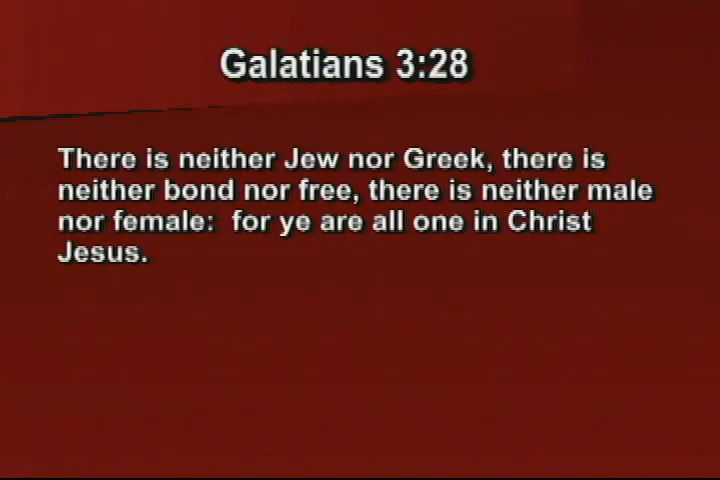 Galatians 3:28
There is neither Jew nor Greek, there is
neither bond nor free, there is neither male
nor female:  for ye are all one in Christ
Jesus.